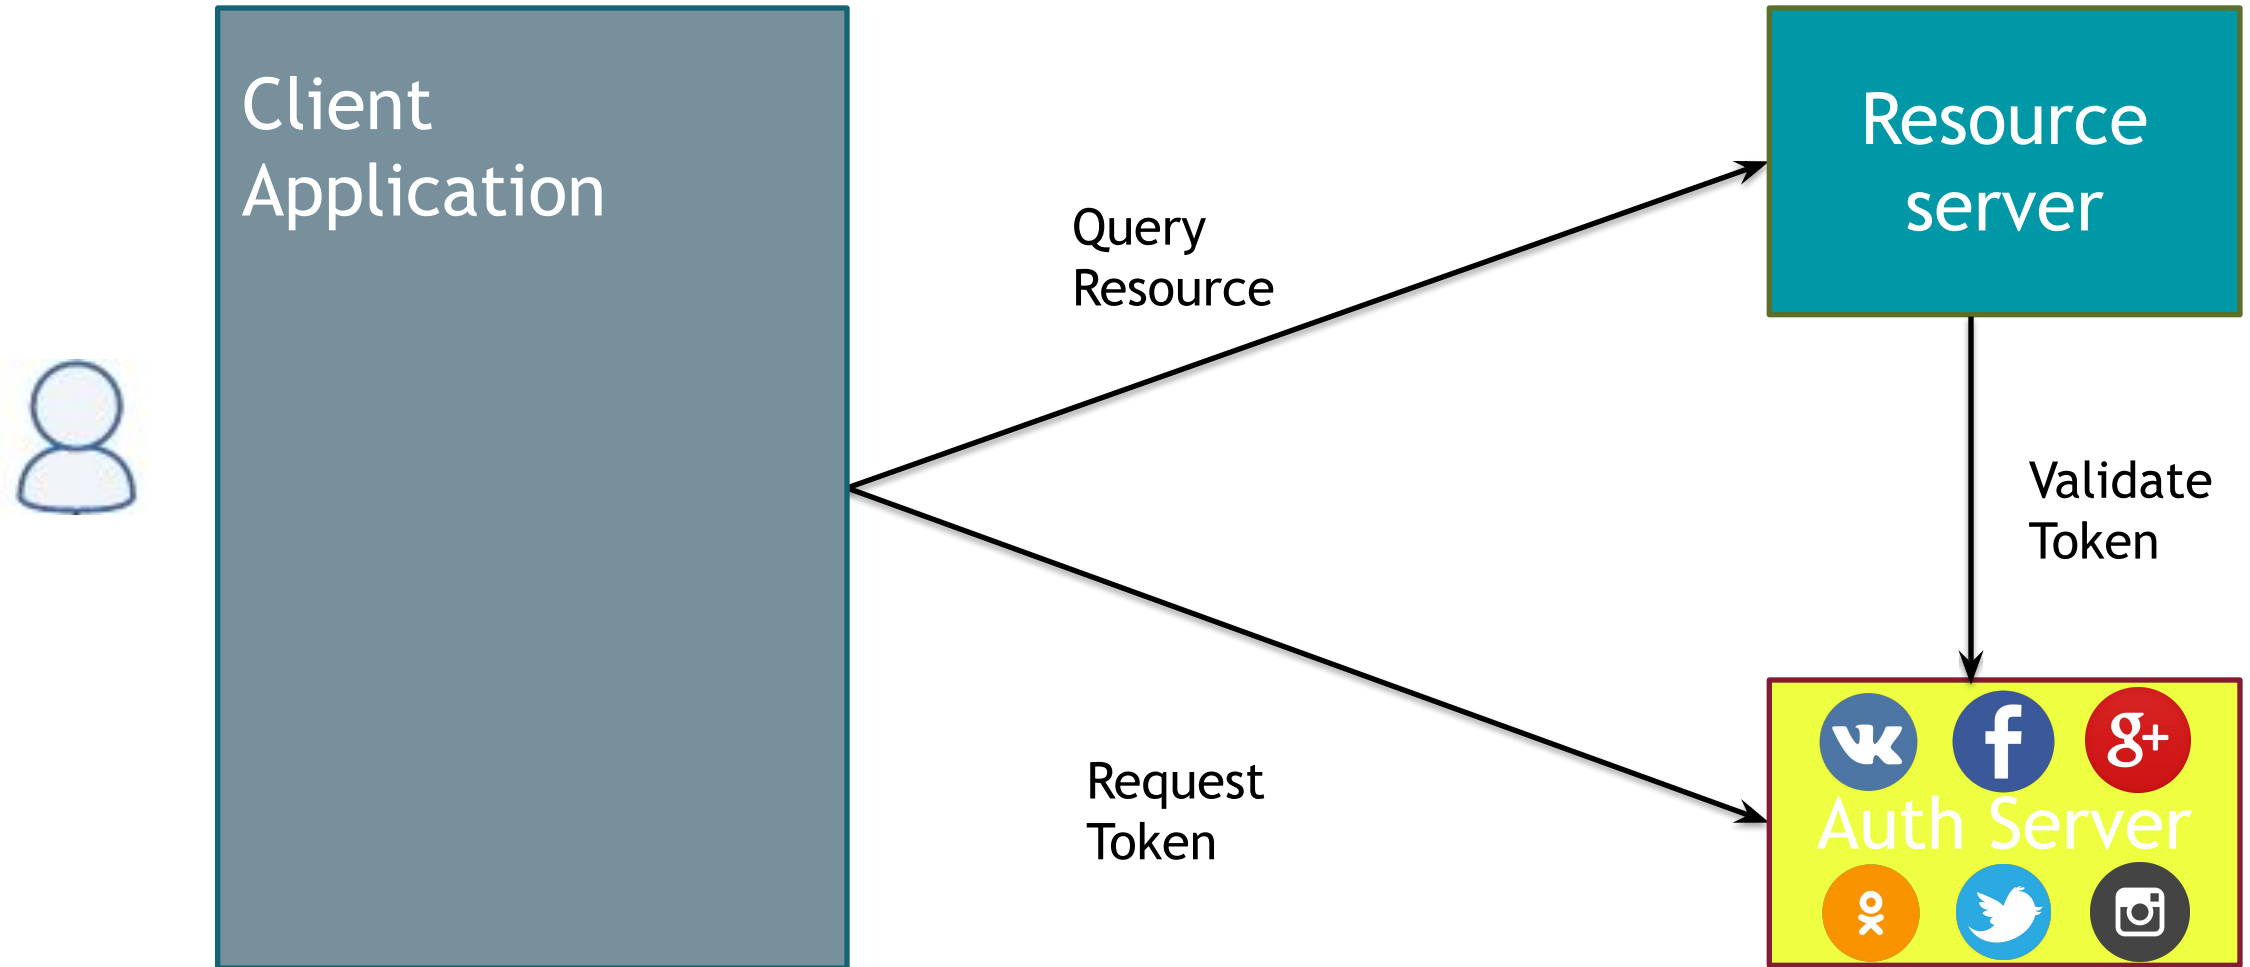 Client
Application
Query
Resource
Resource
server
Validate
Token
Request
Token
Auth Server